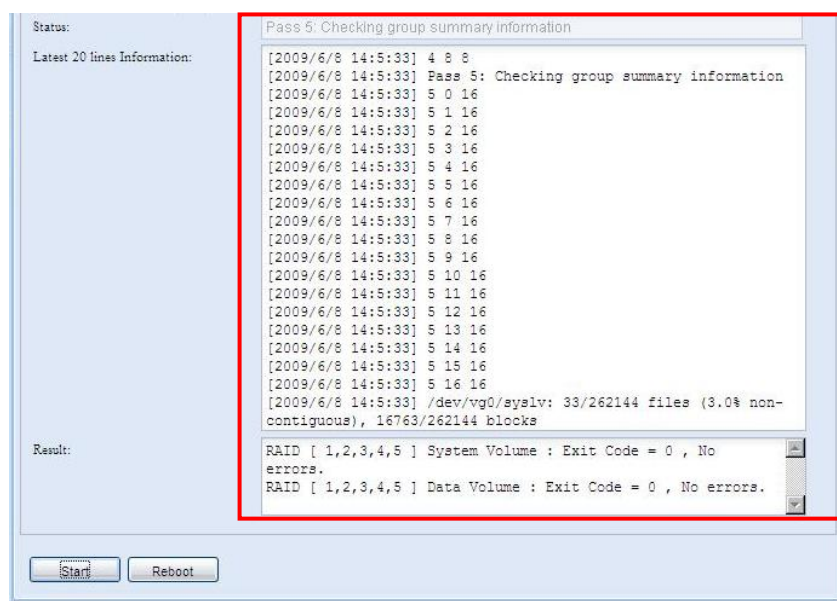 Status:
Pass 5: Checking group summary information
Latest 20 lines Information:
[2009/6/8 14:5:33] 4 8 8
[2009/6/8 14:5:33] Pass 5: Checking group summary information
[2009/6/8 14:5:33] 5 0 16
[2009/6/8 14:5:33] 5 1 16
[2009/6/8 14:5:33] 5 2 16
[2009/6/8 14:5:33] 5 3 16
[2009/6/8 14:5:33] 5 4 16
[2009/6/8 14:5:33] 5 5 16
[2009/6/8 14:5:33] 5 6 16
[2009/6/8 14:5:33] 5 7 16
[2009/6/8 14:5:33] 5 8 16
[2009/6/8 14:5:33] 5 9 16
[2009/6/8 14:5:33] 5 10 16
[2009/6/8 14:5:33] 5 11 16
[2009/6/8 14:5:33] 5 12 16
[2009/6/8 14:5:33] 5 13 16
[2009/6/8 14:5:33] 5 14 16
[2009/6/8 14:5:33] 5 15 16
[2009/6/8 14:5:33] 5 16 16
[2009/6/8 14:5:33] /dev/vg0/syslv: 33/262144 files (3.0% non-
contiguous), 16763/262144 blocks
Result:
RAID [ 1,2,3,4,5 ] System Volume : Exit Code = 0 , No
errors.
RAID [ 1,2,3,4,5 ] Data Volume : Exit Code = 0 , No errors.
Start
Reboot